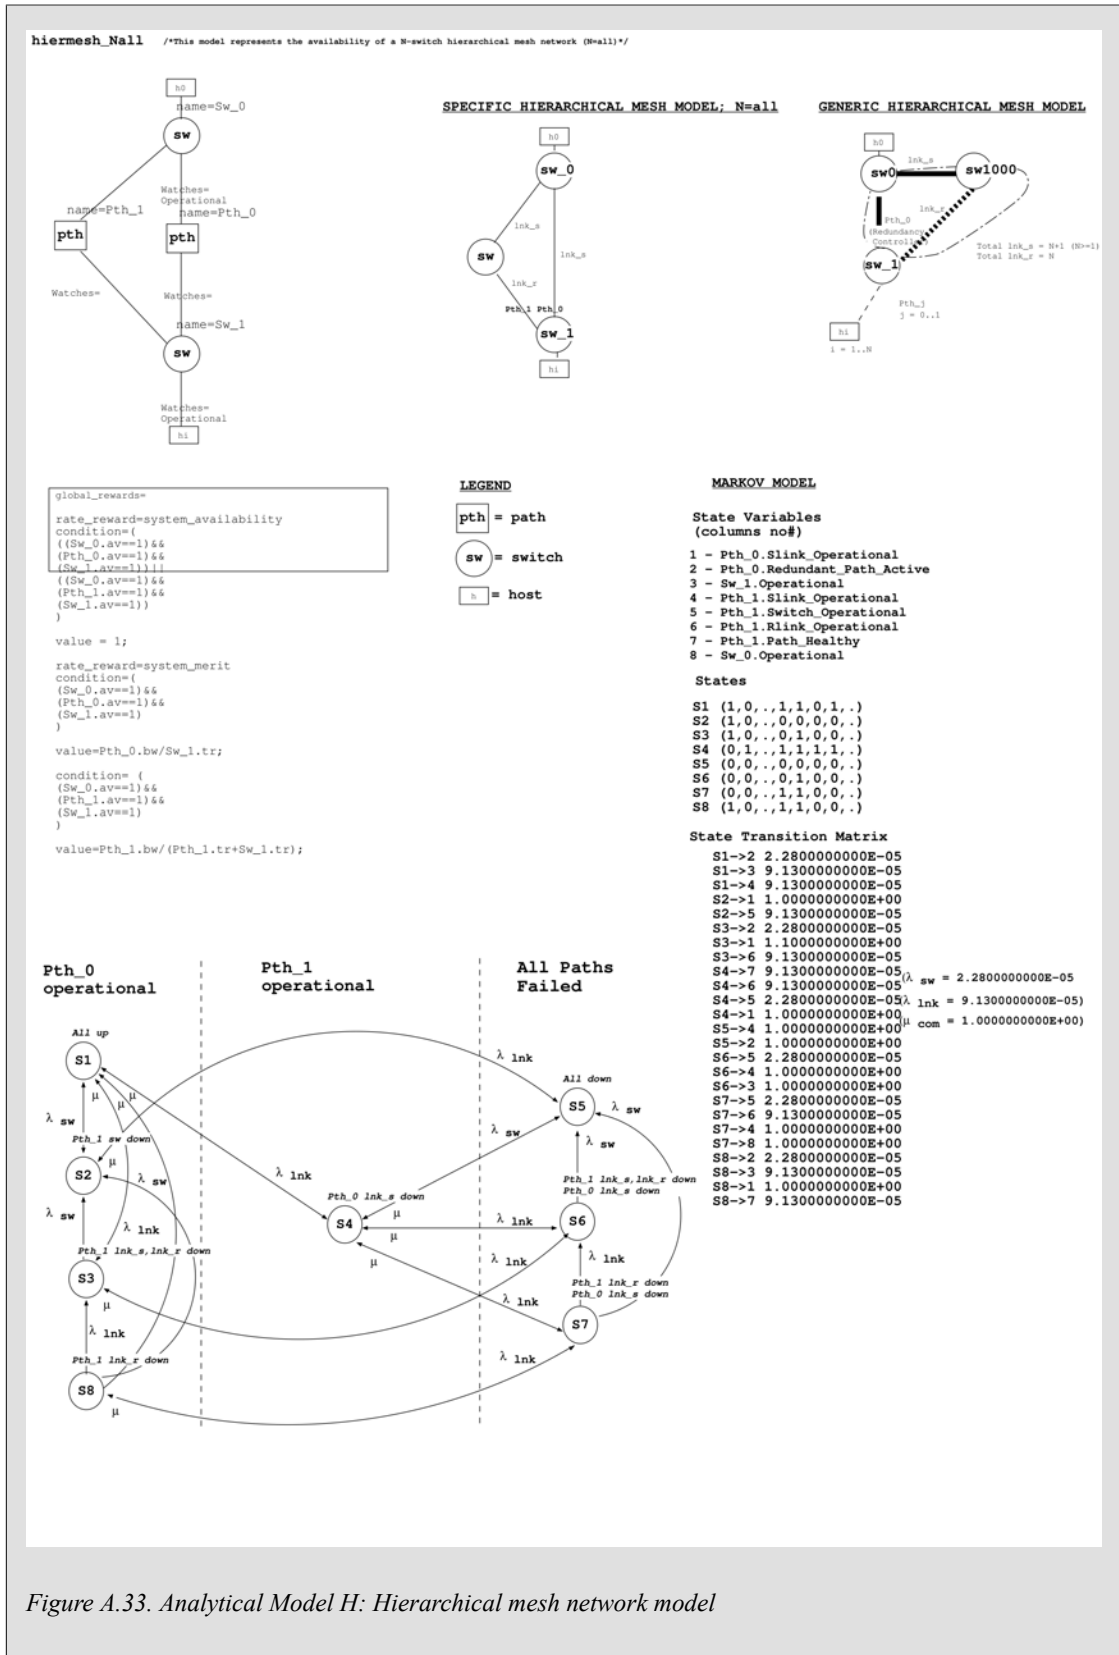 hiermesh_Nall /*This model represents the availability of a N-switch hierarchical mesh network (N=all)*/
h0
name=Sw_0
sw
Watches=
Operational
name=Pth_1
name=Pth_0
pth
pth
Watches=
Watches=
name=Sw_1
sw
Watches=
Operational
hi
SPECIFIC HIERARCHICAL MESH MODEL; N=all
h0
sw_0
lnk_s
sw
lnk_s
lnk_r
Pth_1 Pth_0
sw_1
hi
GENERIC HIERARCHICAL MESH MODEL
h0
lnk_s
sw0
sw1000
lnk_r
Pth_0
(Redundancy
Controller)
sw_1
Total lnk_s = N+1 (N>=1)
Total lnk_r = N
Pth_j
j = 0..1
hi
i = 1..N
global_rewards=
rate_reward=system_availability
condition=(
((Sw_0.av==1)&&
(Pth_0.av==1)&&
(Sw_1.av==1))||
((Sw_0.av==1)&&
(Pth_1.av==1)&&
(Sw_1.av==1))
)
value = 1;
rate_reward=system_merit
condition=(
(Sw_0.av==1)&&
(Pth_0.av==1)&&
(Sw_1.av==1)
)
value=Pth_0.bw/Sw_1.tr;
condition= (
(Sw_0.av==1)&&
(Pth_1.av==1)&&
(Sw_1.av==1)
)
value=Pth_1.bw/(Pth_1.tr+Sw_1.tr);
LEGEND
pth = path
sw = switch
h = host
MARKOV MODEL
State Variables
(columns no#)
1 - Pth_0.Slink_Operational
2 - Pth_0.Redundant_Path_Active
3 - Sw_1.Operational
4 - Pth_1.Slink_Operational
5 - Pth_1.Switch_Operational
6 - Pth_1.Rlink_Operational
7 - Pth_1.Path_Healthy
8 - Sw_0.Operational
States
S1 (1,0,.,1,1,0,1,.)
S2 (1,0,.,0,0,0,0,.)
S3 (1,0,.,0,1,0,0,.)
S4 (0,1,.,1,1,1,1,.)
S5 (0,0,.,0,0,0,0,.)
S6 (0,0,.,0,1,0,0,.)
S7 (0,0,.,1,1,0,0,.)
S8 (1,0,.,1,1,0,0,.)
State Transition Matrix
S1->2 2.2800000000E-05
S1->3 9.1300000000E-05
S1->4 9.1300000000E-05
S2->1 1.0000000000E+00
S2->5 9.1300000000E-05
S3->2 2.2800000000E-05
S3->1 1.1000000000E+00
S3->6 9.1300000000E-05
S4->7 9.1300000000E-05
S4->6 9.1300000000E-05
S4->5 2.2800000000E-05
S4->1 1.0000000000E+00
S5->4 1.0000000000E+00
S5->2 1.0000000000E+00
S6->5 2.2800000000E-05
S6->4 1.0000000000E+00
S6->3 1.0000000000E+00
S7->5 2.2800000000E-05
S7->6 9.1300000000E-05
S7->4 1.0000000000E+00
S7->8 1.0000000000E+00
S8->2 2.2800000000E-05
S8->3 9.1300000000E-05
S8->1 1.0000000000E+00
S8->7 9.1300000000E-05
(λ sw = 2.2800000000E-05
(λ lnk = 9.1300000000E-05)
(μ com = 1.0000000000E+00)
Pth_0
operational
Pth_1
operational
All Paths
Failed
All up
S1
μ
μ
μ
λ sw
Pth_1 sw down
S2
μ
λ sw
λ sw
λ lnk
Pth_1 lnk_s,lnk_r down
S3
μ
λ lnk
Pth_1 lnk_r down
S8
μ
λ lnk
Pth_0 lnk_s down
S4
μ
μ
μ
λ lnk
All down
S5
λ sw
λ sw
λ sw
Pth_1 lnk_s,lnk_r down
Pth_0 lnk_s down
S6
λ lnk
λ lnk
λ lnk
Pth_1 lnk_r down
Pth_0 lnk_s down
λ lnk
S7
λ lnk
Figure A.33. Analytical Model H: Hierarchical mesh network model